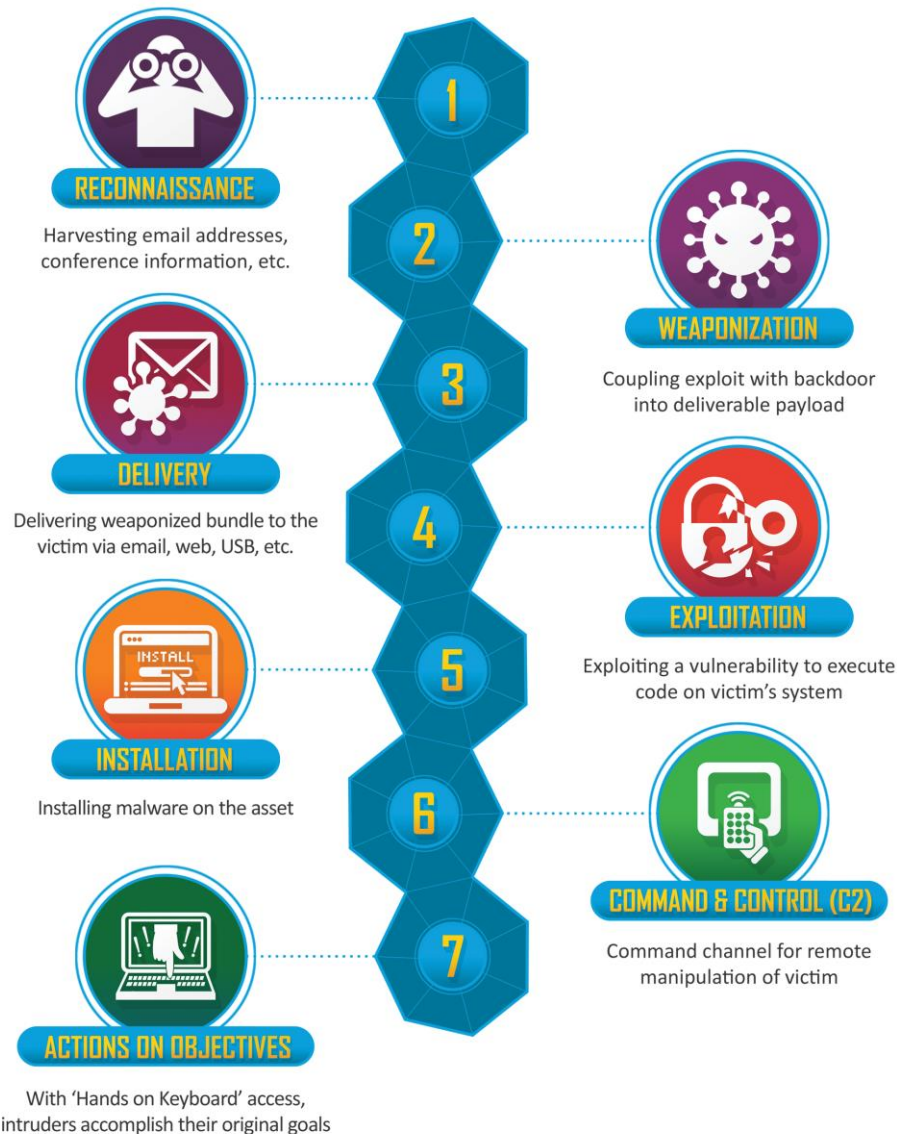 1
RECONNAISSANCE
Harvesting email addresses,
conference information, etc.
2
WEAPONIZATION
Coupling exploit with backdoor
into deliverable payload
3
DELIVERY
Delivering weaponized bundle to the
victim via email, web, USB, etc.
4
EXPLOITATION
Exploiting a vulnerability to execute
code on victim’s system
5
INSTALL
INSTALLATION
Installing malware on the asset
6
COMMAND & CONTROL (C2)
Command channel for remote
manipulation of victim
7
ACTIONS ON OBJECTIVES
With ‘Hands on Keyboard’ access,
intruders accomplish their original goals